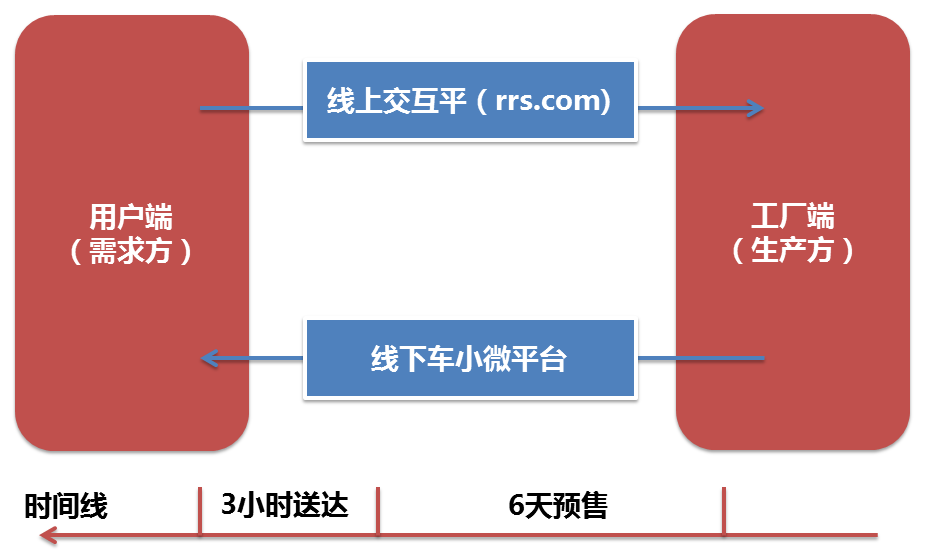 线上交互平（rrs.com)
用户端
（需求方）
工厂端
（生产方）
线下车小微平台
时间线
3小时送达
6天预售